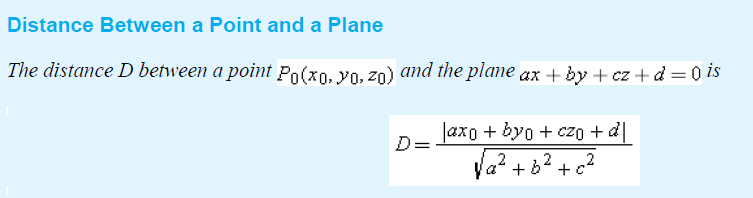 Distance Between a Point and a Plane
The distance D between a point P₀(x₀, y₀, z₀) and the plane ax + by + cz + d = 0 is
D = |ax₀ + by₀ + cz₀ + d| / √(a² + b² + c²)